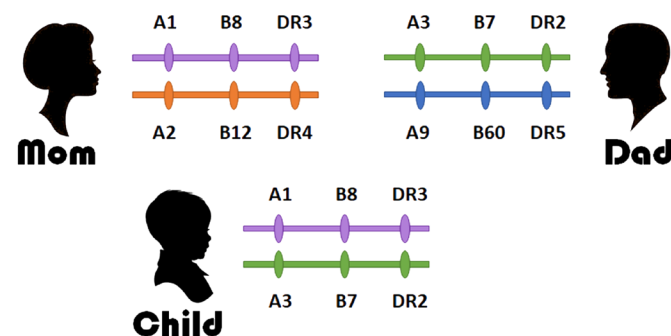 A1 B8 DR3
A2 B12 DR4
Mom
A3 B7 DR2
A9 B60 DR5
Dad
A1 B8 DR3
A3 B7 DR2
Child